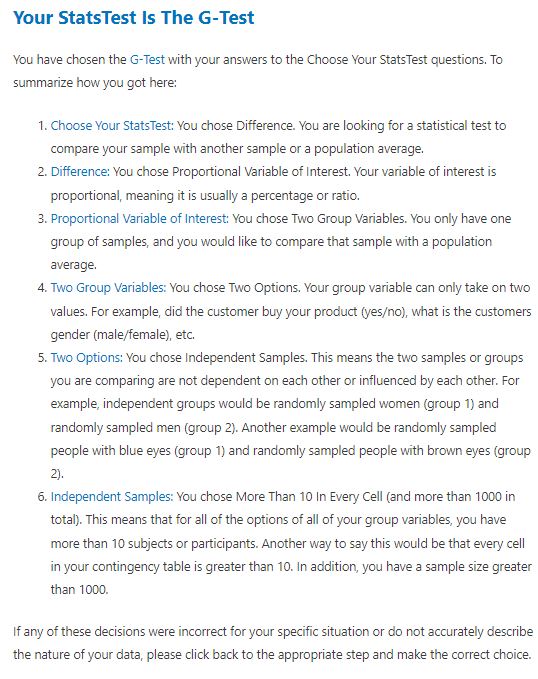 Your StatsTest Is The G-Test
You have chosen the G-Test with your answers to the Choose Your StatsTest questions. To
summarize how you got here:
1. Choose Your StatsTest: You chose Difference. You are looking for a statistical test to
compare your sample with another sample or a population average.
2. Difference: You chose Proportional Variable of Interest. Your variable of interest is
proportional, meaning it is usually a percentage or ratio.
3. Proportional Variable of Interest: You chose Two Group Variables. You only have one
group of samples, and you would like to compare that sample with a population
average.
4. Two Group Variables: You chose Two Options. Your group variable can only take on two
values. For example, did the customer buy your product (yes/no), what is the customers
gender (male/female), etc.
5. Two Options: You chose Independent Samples. This means the two samples or groups
you are comparing are not dependent on each other or influenced by each other. For
example, independent groups would be randomly sampled women (group 1) and
randomly sampled men (group 2). Another example would be randomly sampled
people with blue eyes (group 1) and randomly sampled people with brown eyes (group
2).
6. Independent Samples: You chose More Than 10 In Every Cell (and more than 1000 in
total). This means that for all of the options of all of your group variables, you have
more than 10 subjects or participants. Another way to say this would be that every cell
in your contingency table is greater than 10. In addition, you have a sample size greater
than 1000.
If any of these decisions were incorrect for your specific situation or do not accurately describe
the nature of your data, please click back to the appropriate step and make the correct choice.